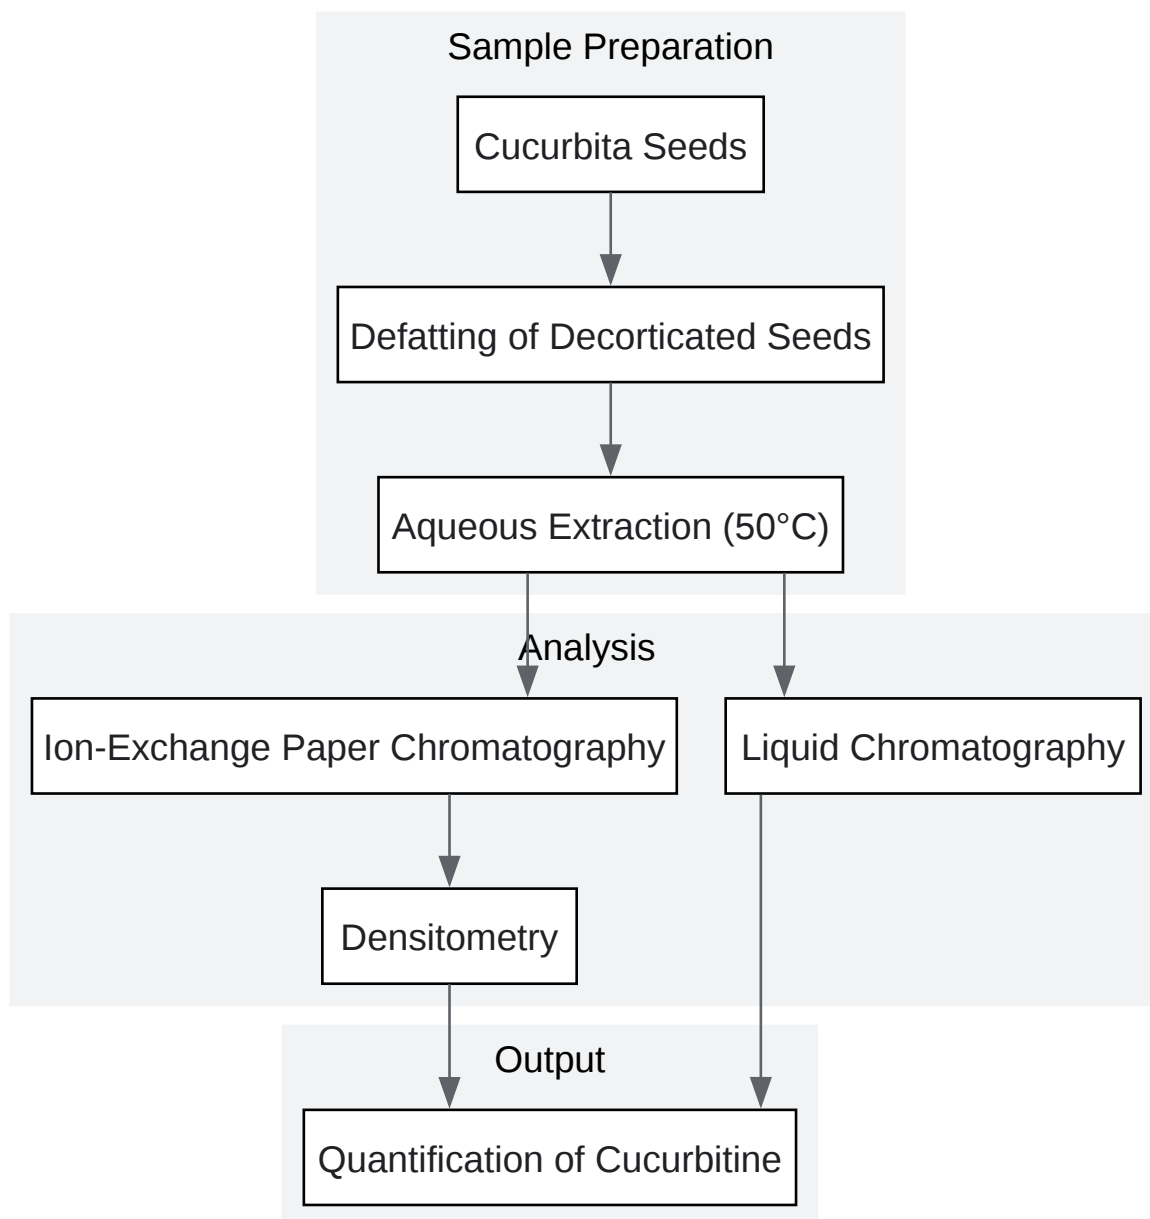 Sample Preparation
Cucurbita Seeds
Defatting of Decorticated Seeds
Aqueous Extraction (50°C)
Analysis
Ion-Exchange Paper Chromatography
Liquid Chromatography
Densitometry
Output
Quantification of Cucurbitine